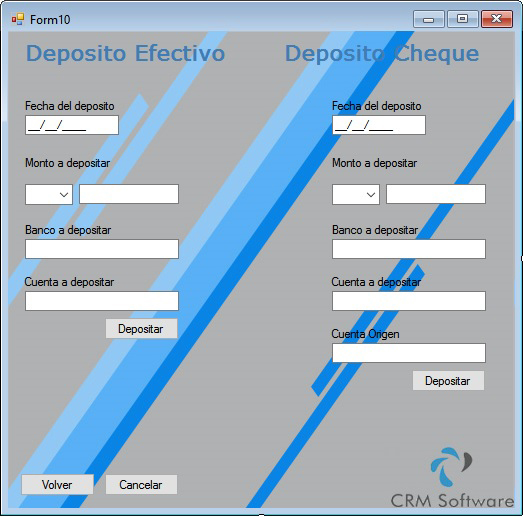 Form10
Deposito Efectivo
Deposito Cheque
Fecha del deposito
__/__/____
Monto a depositar
Banco a depositar
Cuenta a depositar
Depositar
Fecha del deposito
__/__/____
Monto a depositar
Banco a depositar
Cuenta a depositar
Cuenta Origen
Depositar
Volver
Cancelar
CRM Software